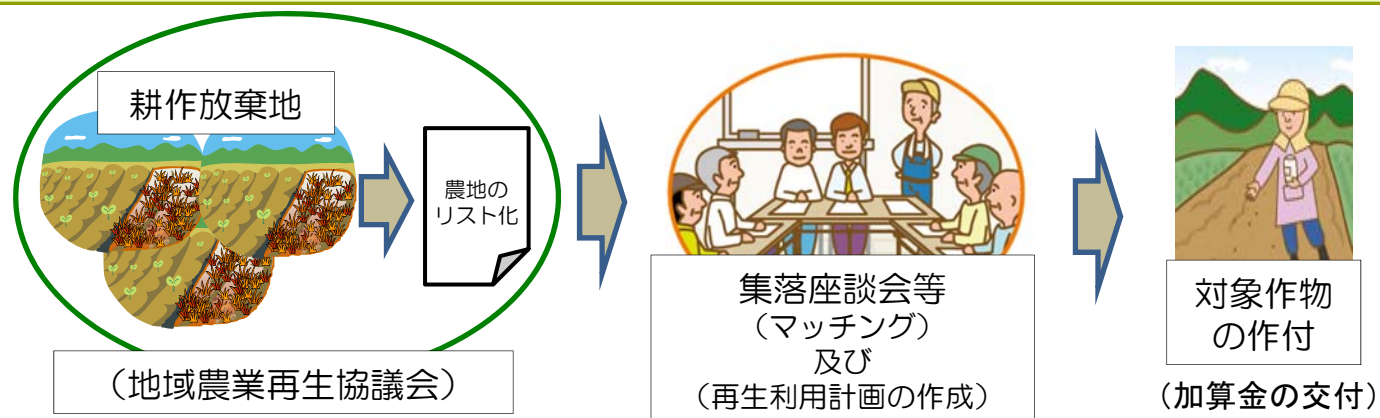 耕作放棄地
農地の
リスト化
（地域農業再生協議会）
集落座談会等
（マッチング）
及び
（再生利用計画の作成）
対象作物
の作付
（加算金の交付）